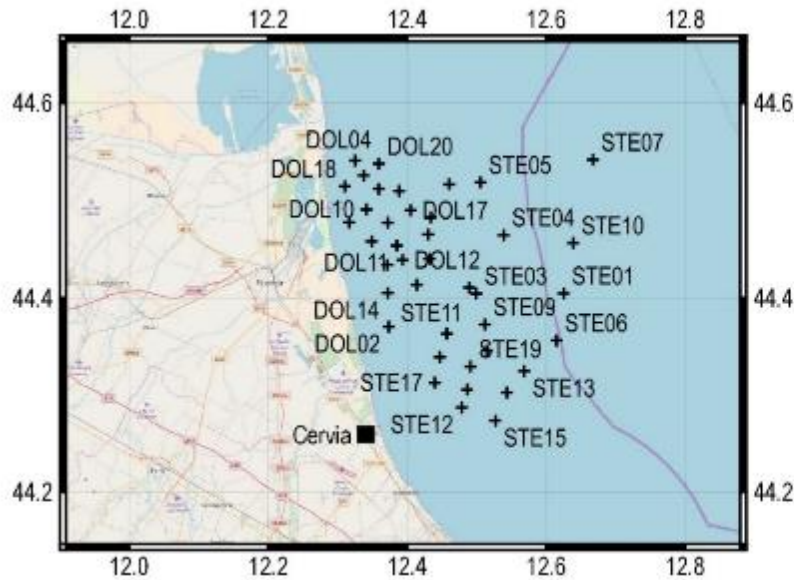 12.0 12.2 12.4 12.6 12.8
44.6 44.6
DOL04 DOL20 STE07
DOL18 STE05
DOL10 DOL17 STE04 STE10
DOL11 DOL12 STE03 STE01
44.4 44.4
DOL14 STE11 STE09 STE06
DOL02 STE19
STE17 STE13
STE12 STE15
Cervia
44.2 44.2
12.0 12.2 12.4 12.6 12.8